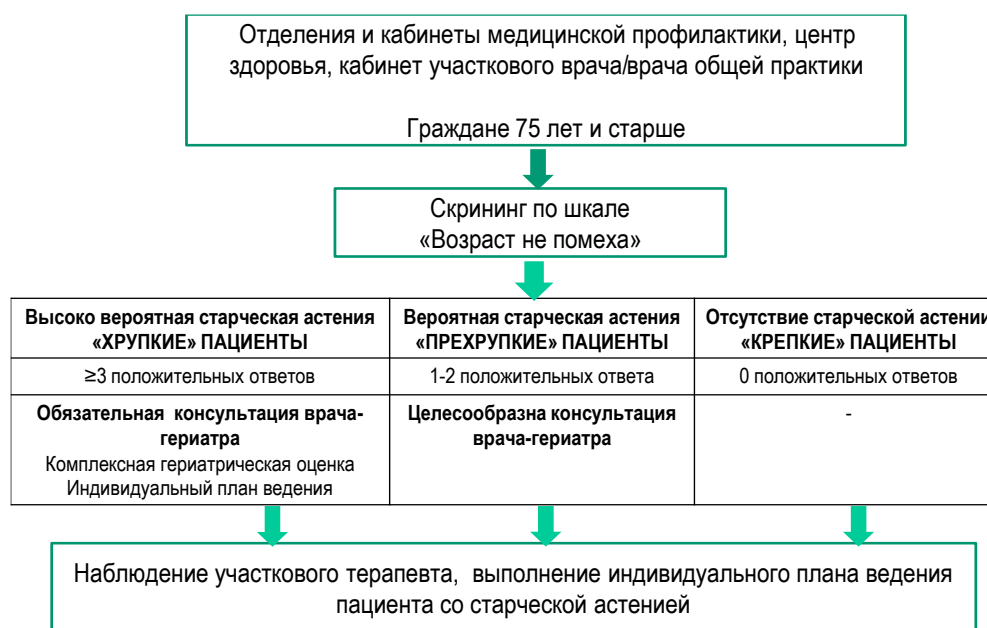 Отделения и кабинеты медицинской профилактики, центр
здоровья, кабинет участкового врача/врача общей практики
Граждане 75 лет и старше
Скрининг по шкале
«Возраст не помеха»
Высоко вероятная старческая астения
«ХРУПКИЕ» ПАЦИЕНТЫ
Вероятная старческая астения
«ПРЕХРУПКИЕ» ПАЦИЕНТЫ
Отсутствие старческой астении
«КРЕПКИЕ» ПАЦИЕНТЫ
≥3 положительных ответов
1-2 положительных ответа
0 положительных ответов
Обязательная консультация врача-
гериатра
Комплексная гериатрическая оценка
Индивидуальный план ведения
Целесообразна консультация
врача-гериатра
-
Наблюдение участкового терапевта, выполнение индивидуального плана ведения
пациента со старческой астенией